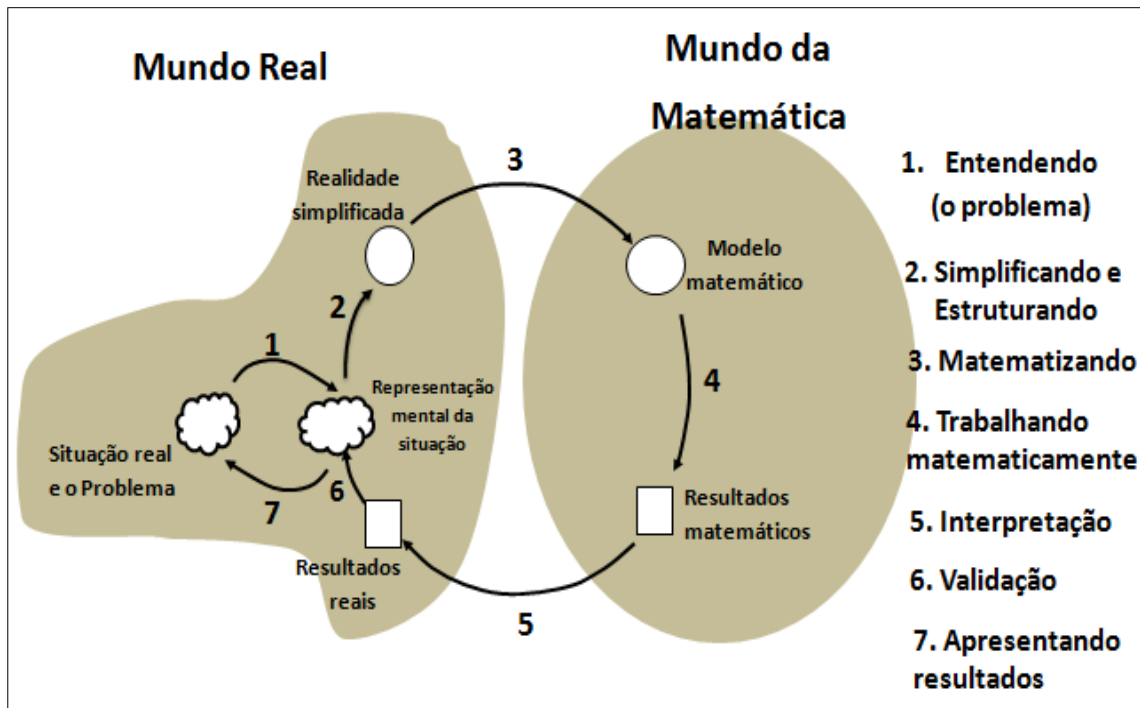 Mundo Real
Mundo da
Matemática
Realidade
simplificada
3
Modelo
matemático
2
1
Representação
mental da
situação
4
Situação real
e o Problema
6
7
Resultados
matemáticos
Resultados
reais
5
1. Entendendo
(o problema)
2. Simplificando e
Estruturando
3. Matematizando
4. Trabalhando
matematicamente
5. Interpretação
6. Validação
7. Apresentando
resultados